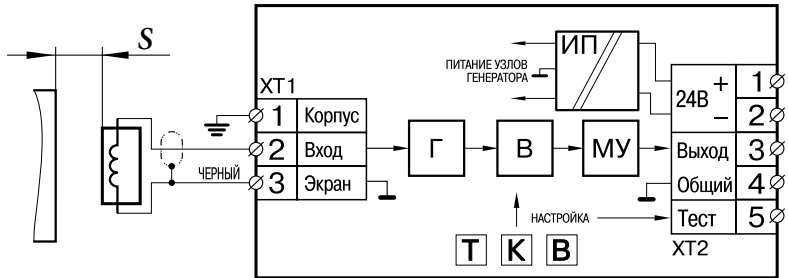 S
ИП
ПИТАНИЕ УЗЛОВ
ГЕНЕРАТОРА
XT1
1 Корпус
2 Вход
3 Экран
ЧЕРНЫЙ
Г
В
МУ
24В + 1
− 2
Выход 3
Общий 4
Тест 5
XT2
НАСТРОЙКА
Т К В